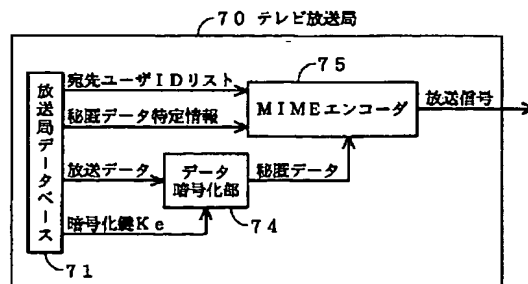 70 テレビ放送局
75
宛先ユーザIDリスト
秘匿データ特定情報
MIMEエンコーダ
放送信号
放送局データベース
放送データ
データ
暗号化部
秘匿データ
暗号化鍵Ke
74
71